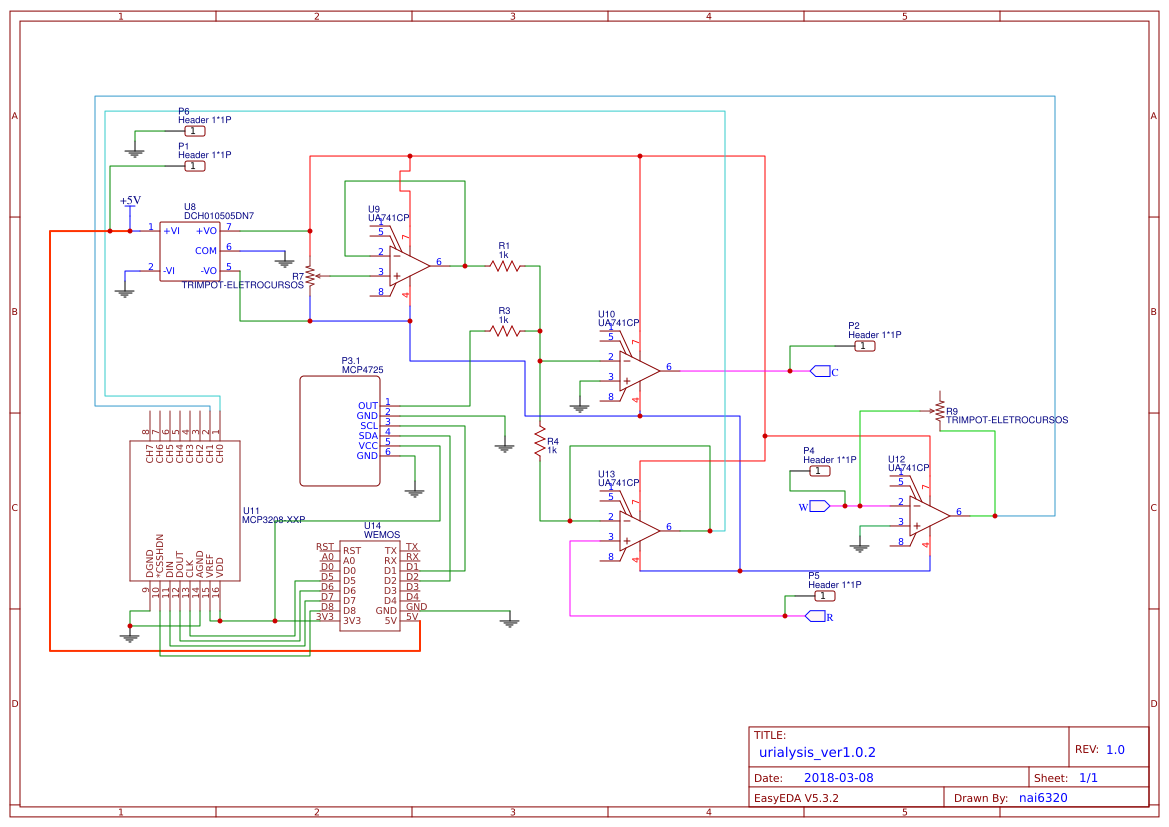 1 2 3 4 5
A A
B B
C C
D D
1 2 3 4 5
P6
Header 1*1P
1
P1
Header 1*1P
1
+5V
U8
DCH010505DN7
1 +VI +VO 7
COM 6
2 -VI -VO 5
R7
TRIMPOT-ELETROCURSOS
U9
UA741CP
1
5
7
2
3
6
8
4
R1
1k
R3
1k
U10
UA741CP
1
5
7
2
3
6
8
4
P2
Header 1*1P
1
C
P3.1
MCP4725
OUT 1
GND 2
SCL 3
SDA 4
VCC 5
GND 6
R4
1k
R9
TRIMPOT-ELETROCURSOS
8 7 6 5 4 3 2 1
CH7 CH6 CH5 CH4 CH3 CH2 CH1 CH0
U11
MCP3208-XXP
DGND *CSSHDN DIN DOUT CLK AGND VREF VDD
9 10 11 12 13 14 15 16
U14
WEMOS
RST RST TX TX
A0 A0 RX RX
D0 D0 D1 D1
D5 D5 D2 D2
D6 D6 D3 D3
D7 D7 D4 D4
D8 D8 GND GND
3V3 3V3 5V 5V
U13
UA741CP
1
5
7
2
3
6
8
4
P4
Header 1*1P
1
W
U12
UA741CP
1
5
7
2
3
6
8
4
P5
Header 1*1P
1
R
TITLE:
urialysis_ver1.0.2
REV: 1.0
Date: 2018-03-08
Sheet: 1/1
EasyEDA V5.3.2
Drawn By: nai6320